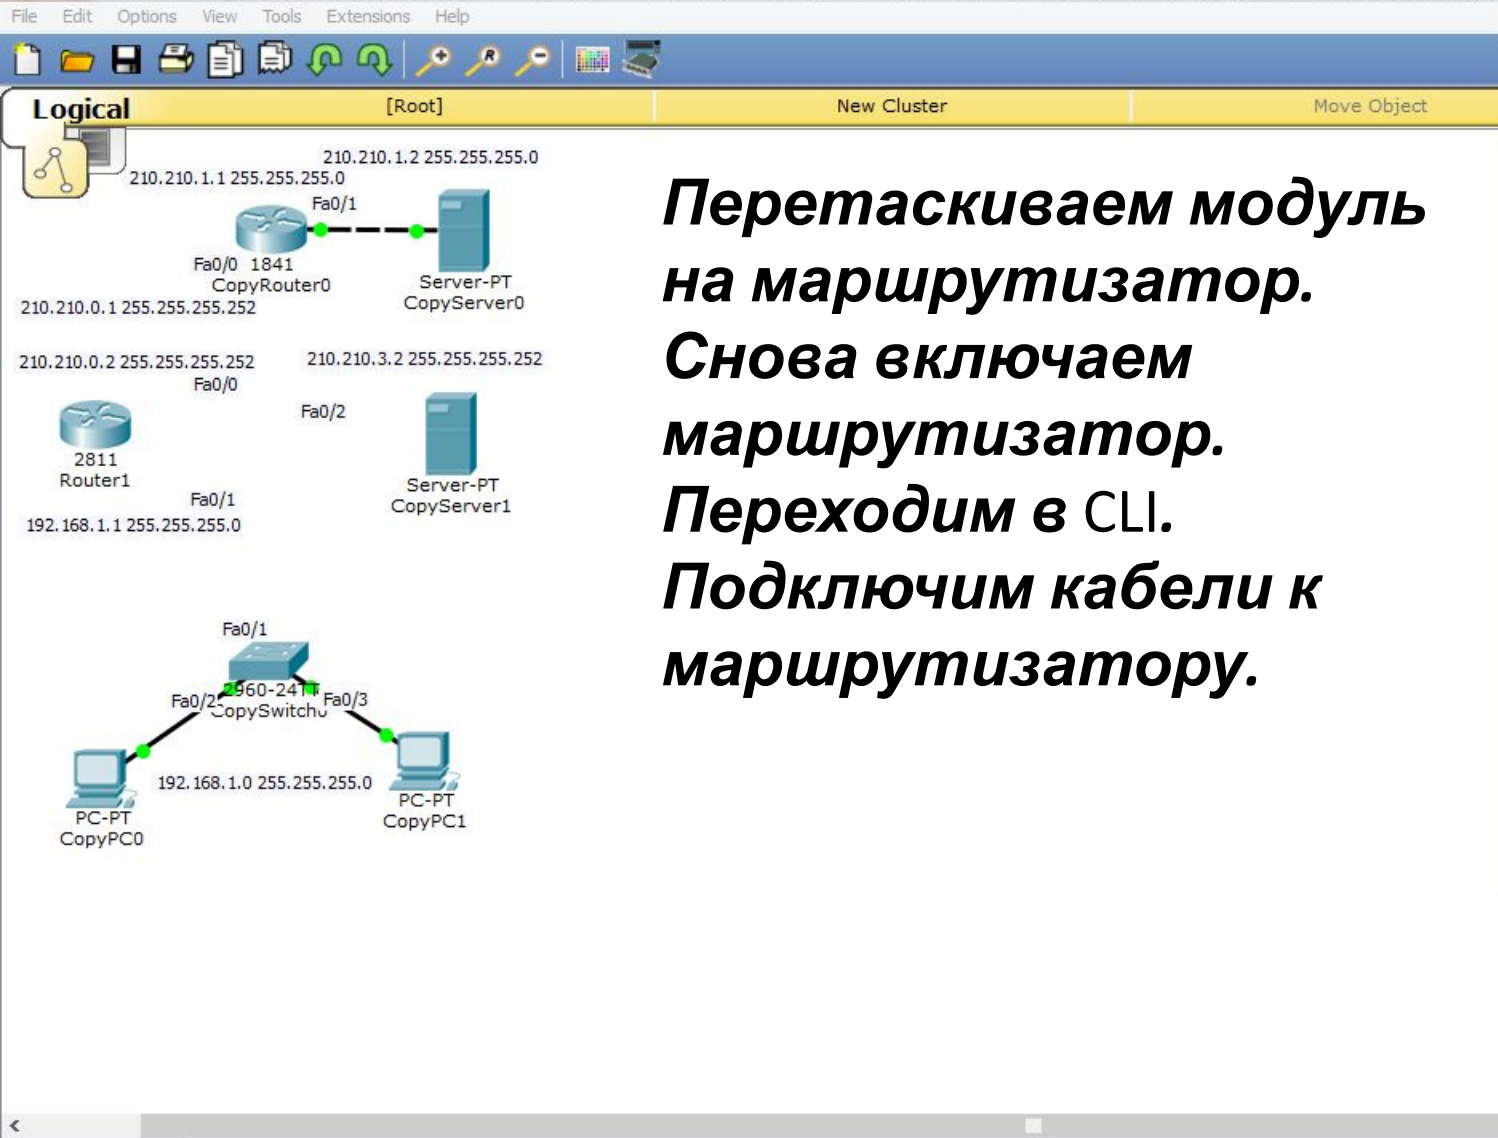 File Edit Options View Tools Extensions Help
Logical [Root] New Cluster Move Object
210.210.1.2 255.255.255.0
210.210.1.1 255.255.255.0
Fa0/1
Fa0/0 1841
CopyRouter0
Server-PT
CopyServer0
210.210.0.1 255.255.255.252
210.210.0.2 255.255.255.252
Fa0/0
210.210.3.2 255.255.255.252
Fa0/2
2811
Router1
Fa0/1
192.168.1.1 255.255.255.0
Server-PT
CopyServer1
Fa0/1
2960-24TT
CopySwitch0
Fa0/2
Fa0/3
192.168.1.0 255.255.255.0
PC-PT
CopyPC0
PC-PT
CopyPC1
Перетаскиваем модуль
на маршрутизатор.
Снова включаем
маршрутизатор.
Переходим в CLI.
Подключим кабели к
маршрутизатору.